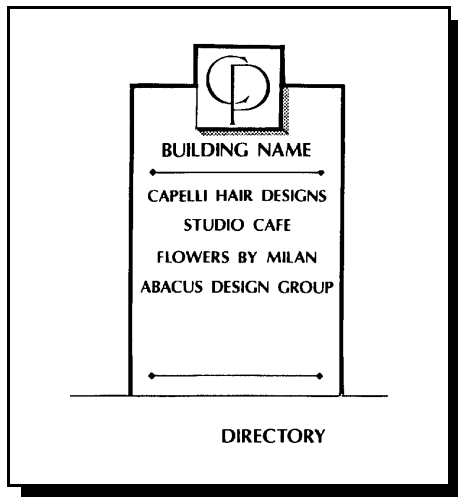 CP
BUILDING NAME
CAPELLI HAIR DESIGNS
STUDIO CAFE
FLOWERS BY MILAN
ABACUS DESIGN GROUP
DIRECTORY